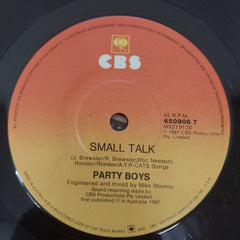 CBS
45 R.P.M.
650906 7
MX219130
℗ 1987 CBS Productions
Pty. Limited
SMALL TALK
(J. Brewster/R. Brewster/Doc Neeson)
Rondor/Rondor/A.T.R-CATS Songs
PARTY BOYS
Engineered and mixed by Mike Stavrou
Sound recording made by
CBS Productions Pty. Limited
first published ℗ in Australia 1987